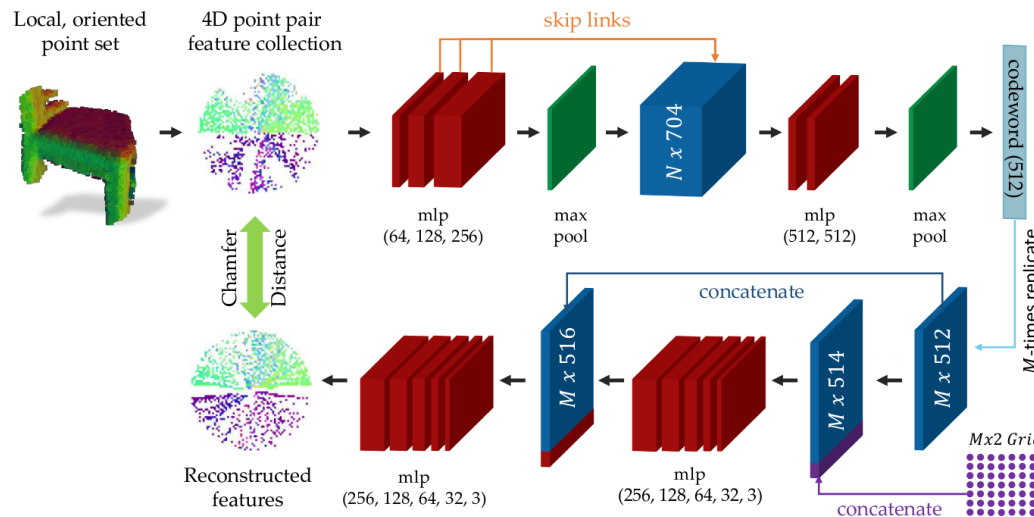 Local, oriented
point set
4D point pair
feature collection
skip links
N x 704
codeword (512)
mlp
(64, 128, 256)
max
pool
mlp
(512, 512)
max
pool
Chamfer
Distance
concatenate
M-times replicate
M x 516
M x 514
M x 512
Mx2 Gri
Reconstructed
features
mlp
(256, 128, 64, 32, 3)
mlp
(256, 128, 64, 32, 3)
concatenate